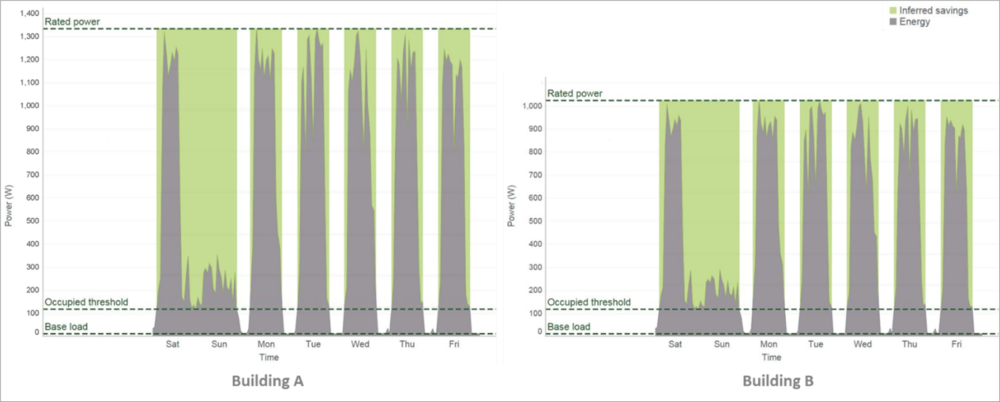 Inferred savings
Energy
1,400
Rated power
1,300
1,200
1,100
1,000
900
800
700
600
500
400
300
200
Occupied threshold
100
Base load
0
Power (W)
Sat Sun Mon Tue Wed Thu Fri
Time
Building A
Rated power
1,000
900
800
700
600
500
400
300
200
Occupied threshold
100
Base load
0
Power (W)
Sat Sun Mon Tue Wed Thu Fri
Time
Building B